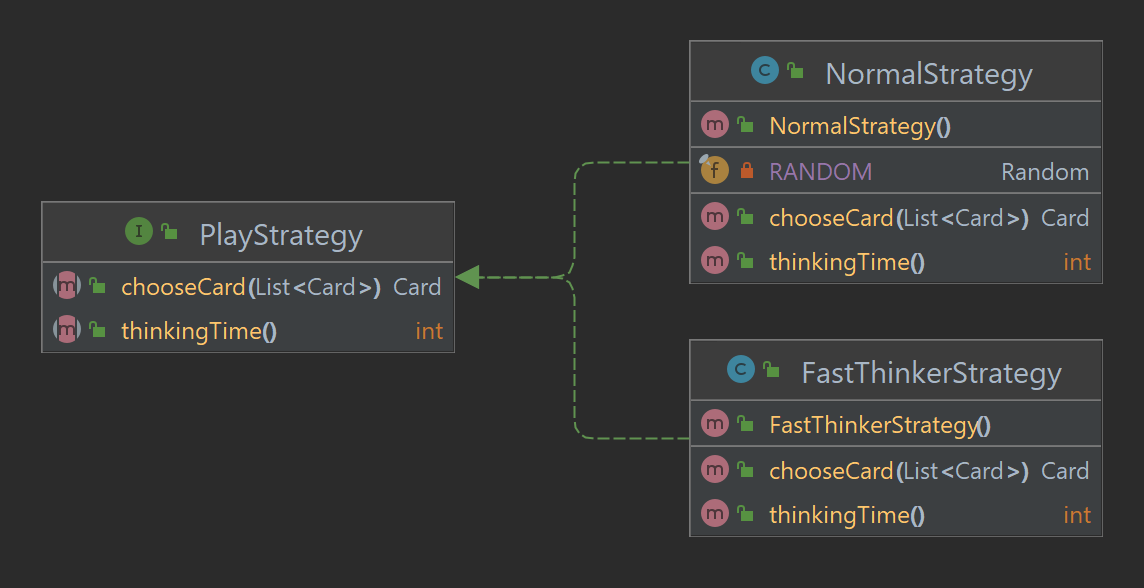 PlayStrategy
chooseCard(List<Card>) Card
thinkingTime() int
NormalStrategy
NormalStrategy()
RANDOM Random
chooseCard(List<Card>) Card
thinkingTime() int
FastThinkerStrategy
FastThinkerStrategy()
chooseCard(List<Card>) Card
thinkingTime() int